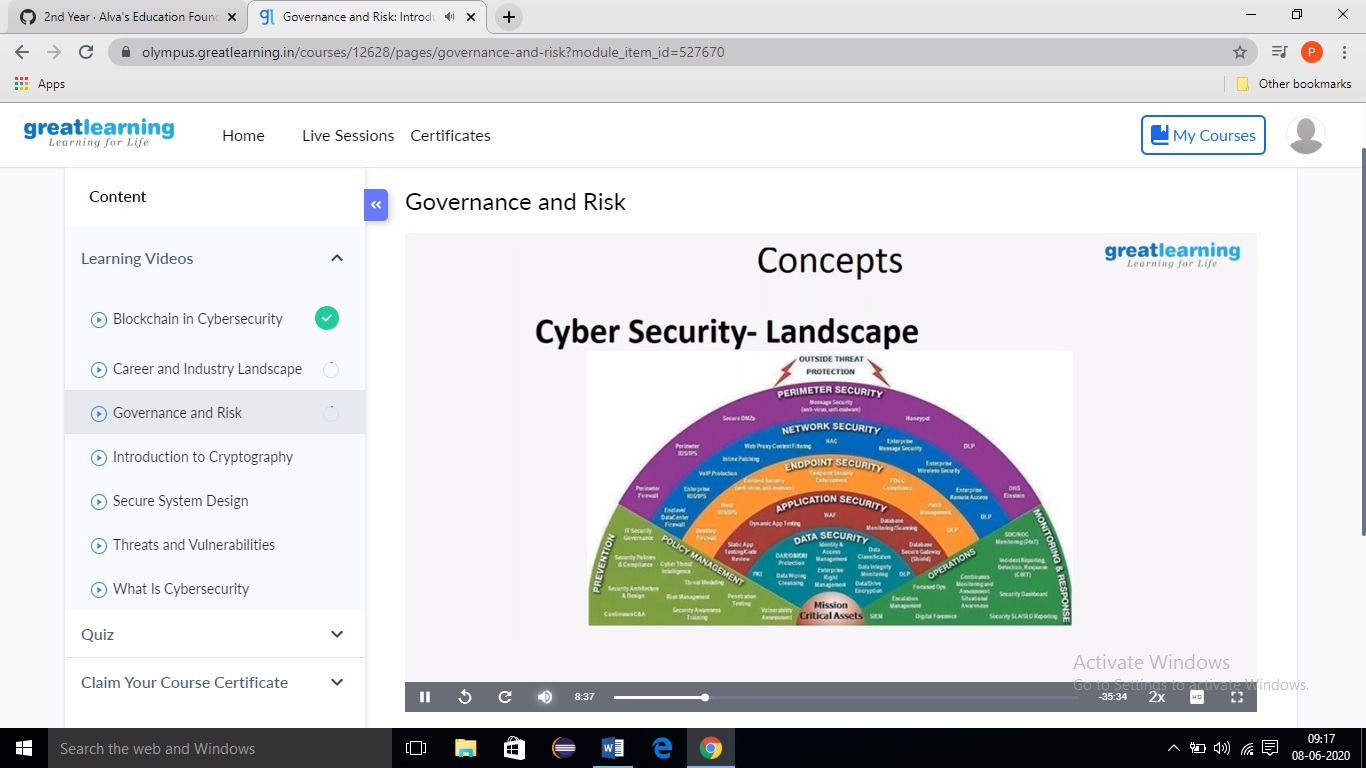 2nd Year · Alva's Education Foun
Governance and Risk: Introd
olympus.greatlearning.in/courses/12628/pages/governance-and-risk?module_item_id=527670
P
Apps
Other bookmarks
greatlearning
Learning for Life
Home
Live Sessions
Certificates
My Courses
Content
Learning Videos
Blockchain in Cybersecurity
Career and Industry Landscape
Governance and Risk
Introduction to Cryptography
Secure System Design
Threats and Vulnerabilities
What Is Cybersecurity
Quiz
Claim Your Course Certificate
Governance and Risk
Concepts
greatlearning
Learning for Life
Cyber Security- Landscape
OUTSIDE THREAT
PROTECTION
PERIMETER SECURITY
Message Security
(anti-virus, anti-malware)
Secure DMZs
Honeypot
Perimeter
IDS/IPS
DLP
Perimeter
Firewall
DHS
Einstein
NETWORK SECURITY
NAC
Web Proxy Content Filtering
Enterprise
Message Security
Inline Patching
VoIP Protection
Enterprise
Wireless Security
Enterprise
IDS/IPS
Enterprise
Remote Access
Enclave/
DataCenter
Firewall
DLP
ENDPOINT SECURITY
Endpoint Security
Enforcement
Content Security
(anti-virus, anti-malware)
FDCC
Compliance
Host
IDS/IPS
Patch
Management
Desktop
Firewall
DLP
APPLICATION SECURITY
WAF
Dynamic App Testing
Database
Monitoring/Scanning
Static App
Testing/Code
Review
Database
Secure Gateway
(Shield)
DATA SECURITY
Identity &
Access
Management
Data
Classification
DAR/DIM/DIU
Protection
Enterprise
Right
Management
Data Integrity
Monitoring
PKI
Data Wiping
Cleansing
DLP
Data/Drive
Encryption
PREVENTION
IT Security
Governance
Security Policies
& Compliance
Security Architecture
& Design
Continuous C&A
POLICY MANAGEMENT
Cyber Threat
Intelligence
Threat Modeling
Risk Management
Penetration
Testing
Security Awareness
Training
Vulnerability
Assessment
Mission
Critical Assets
OPERATIONS
SIEM
Escalation
Management
Focused Ops
Digital Forensics
Continuous
Monitoring and
Assessment
Situational
Awareness
MONITORING & RESPONSE
SOC/NOC
Monitoring (24x7)
Incident Reporting,
Detection, Response
(CIRT)
Security Dashboard
Security SLA/SLO Reporting
Activate Windows
Go to Settings to activate Windows.
8:37
-35:34
2x
HD
Search the web and Windows
09:17
08-06-2020